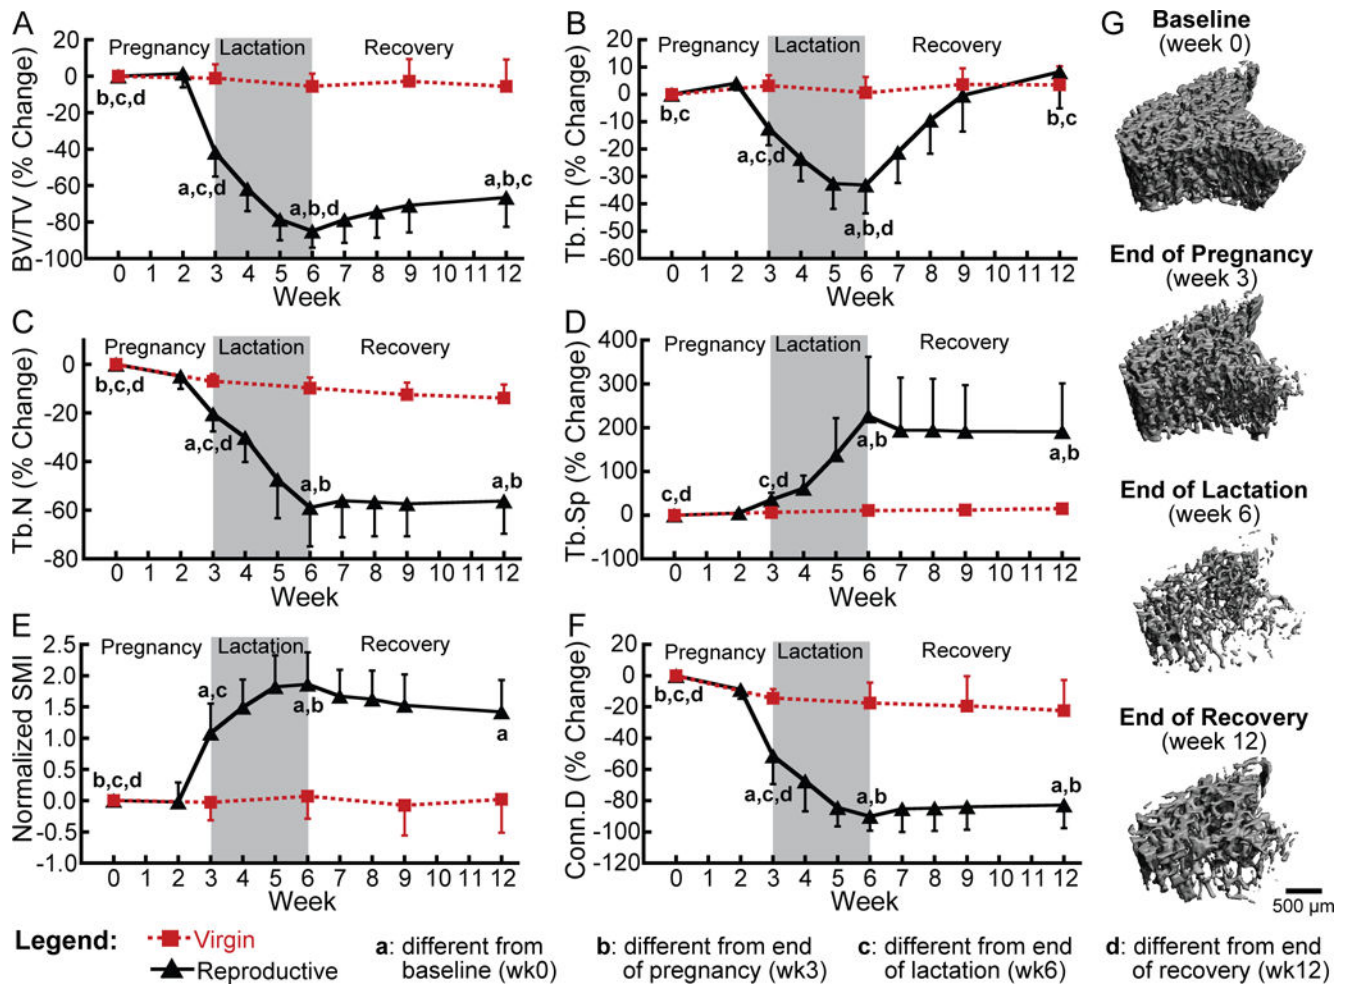 A
Pregnancy Lactation Recovery
BV/TV (% Change)
20
0
-20
-40
-60
-80
-100
b,c,d
a,c,d
a,b,d
a,b,c
0 1 2 3 4 5 6 7 8 9 10 11 12
Week
B
Pregnancy Lactation Recovery
Tb.Th (% Change)
20
10
0
-10
-20
-30
-40
-50
-60
b,c
a,c,d
a,b,d
b,c
0 1 2 3 4 5 6 7 8 9 10 11 12
Week
C
Pregnancy Lactation Recovery
Tb.N (% Change)
0
-20
-40
-60
-80
b,c,d
a,c,d
a,b
a,b
0 1 2 3 4 5 6 7 8 9 10 11 12
Week
D
Pregnancy Lactation Recovery
Tb.Sp (% Change)
400
300
200
100
0
-100
c,d
c,d
a,b
a,b
0 1 2 3 4 5 6 7 8 9 10 11 12
Week
E
Pregnancy Lactation Recovery
Normalized SMI
2.5
2.0
1.5
1.0
0.5
0.0
-0.5
-1.0
b,c,d
a,c
a,b
a
0 1 2 3 4 5 6 7 8 9 10 11 12
Week
F
Pregnancy Lactation Recovery
Conn.D (% Change)
20
0
-20
-40
-60
-80
-100
-120
b,c,d
a,c,d
a,b
a,b
0 1 2 3 4 5 6 7 8 9 10 11 12
Week
G
Baseline
(week 0)
End of Pregnancy
(week 3)
End of Lactation
(week 6)
End of Recovery
(week 12)
500 µm
Legend:
Virgin
Reproductive
a: different from
baseline (wk0)
b: different from end
of pregnancy (wk3)
c: different from end
of lactation (wk6)
d: different from end
of recovery (wk12)